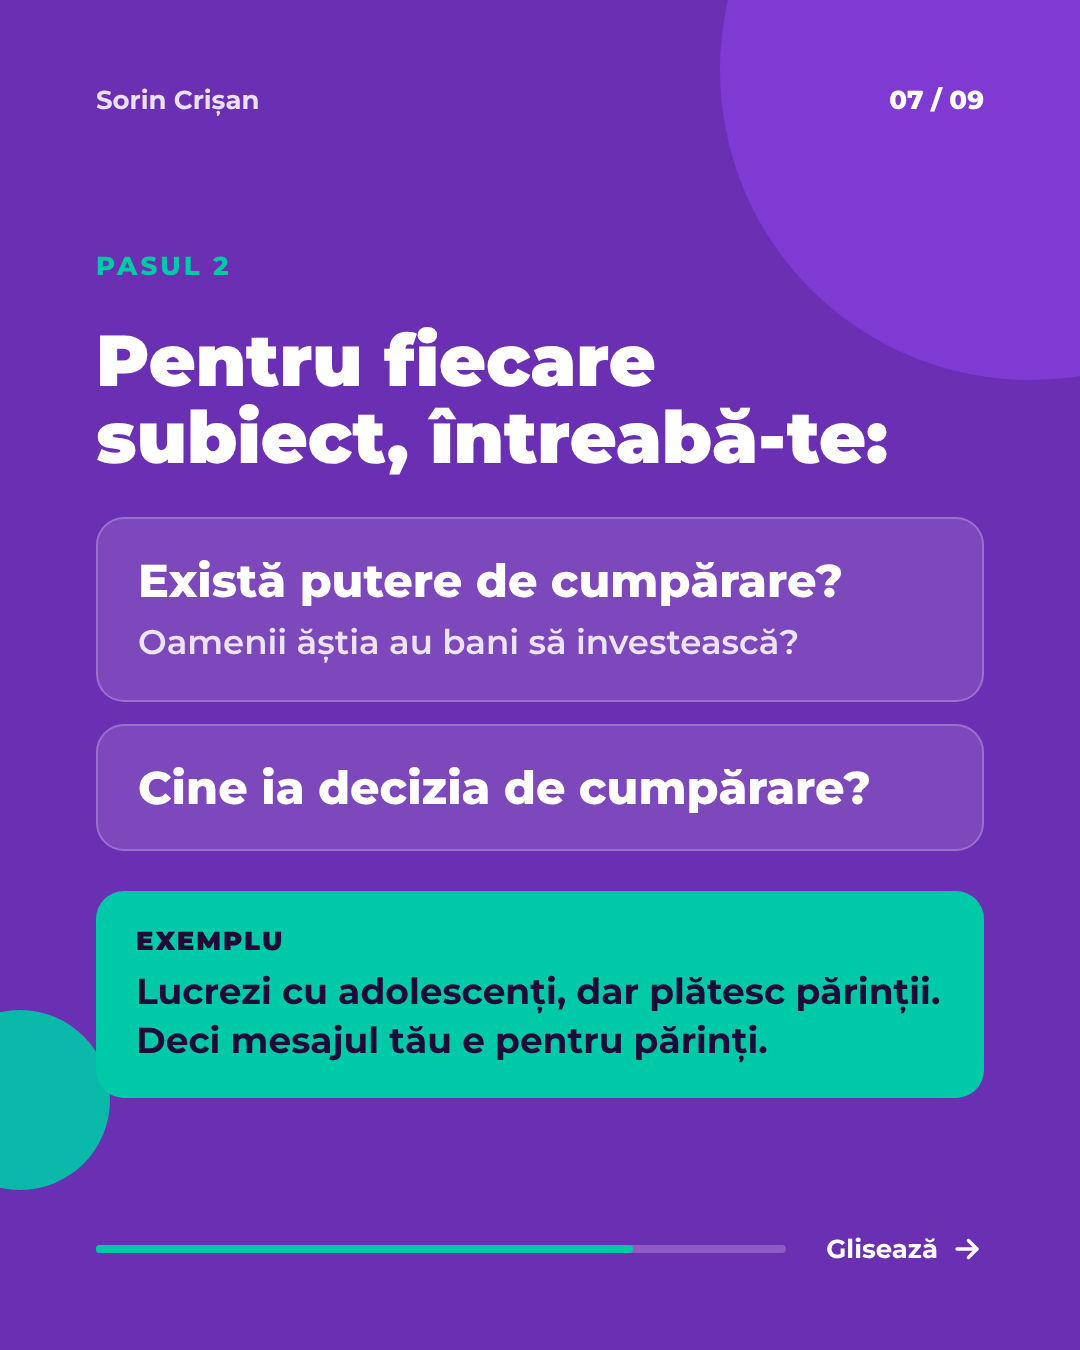 Sorin Crișan
07 / 09
PASUL 2
Pentru fiecare
subiect, întreabă-te:
Există putere de cumpărare?
Oamenii ăștia au bani să investească?
Cine ia decizia de cumpărare?
EXEMPLU
Lucrezi cu adolescenți, dar plătesc părinții.
Deci mesajul tău e pentru părinți.
Glisează →